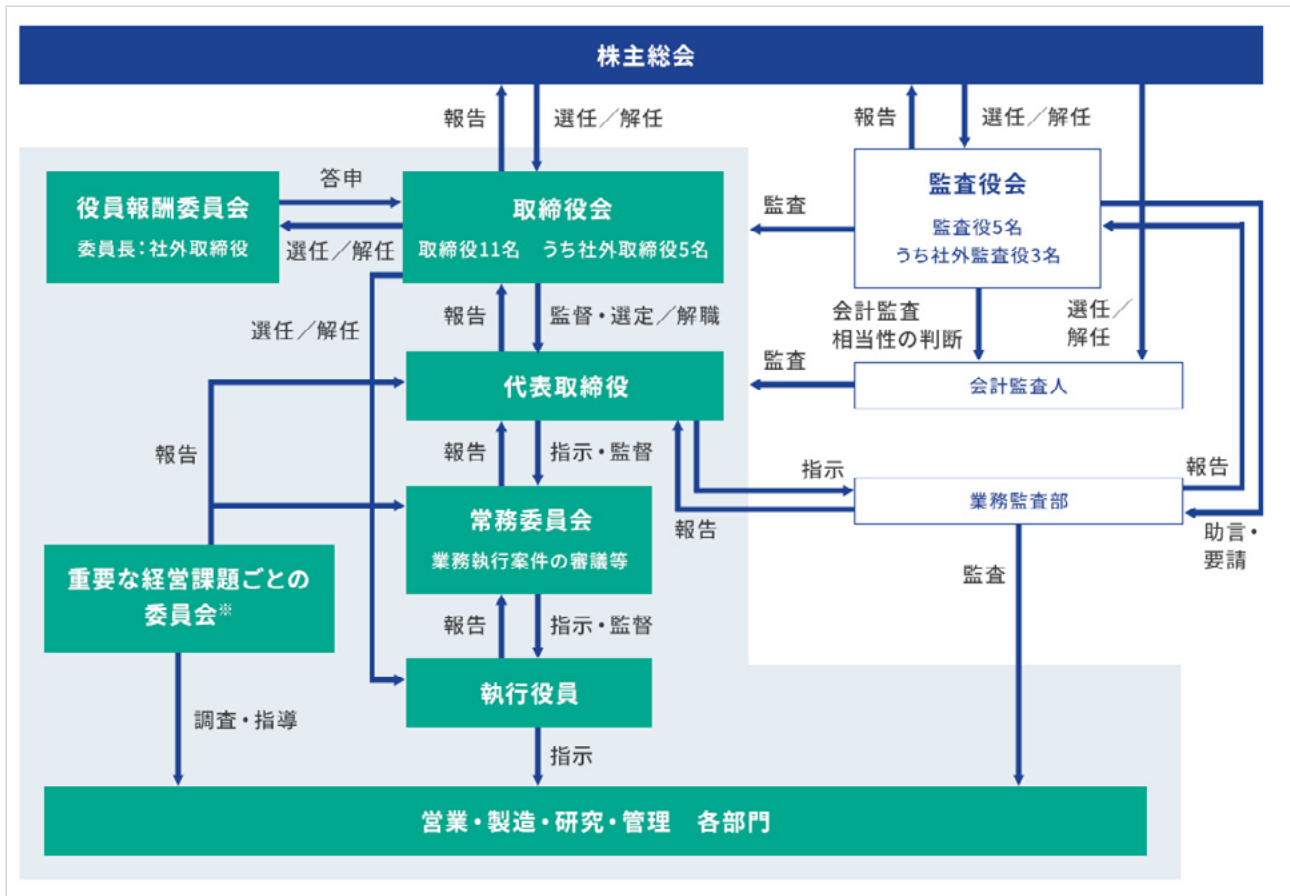 株主総会
報告
選任／解任
報告
選任／解任
役員報酬委員会
委員長：社外取締役
答申
選任／解任
取締役会
取締役11名　うち社外取締役5名
監査
監査役会
監査役5名
うち社外監査役3名
選任／解任
報告
監督・選定／解職
会計監査
相当性の判断
選任／
解任
代表取締役
監査
会計監査人
報告
報告
指示・監督
指示
報告
業務監査部
報告
助言・
要請
常務委員会
業務執行案件の審議等
監査
重要な経営課題ごとの
委員会※
報告
指示・監督
執行役員
調査・指導
指示
営業・製造・研究・管理　各部門